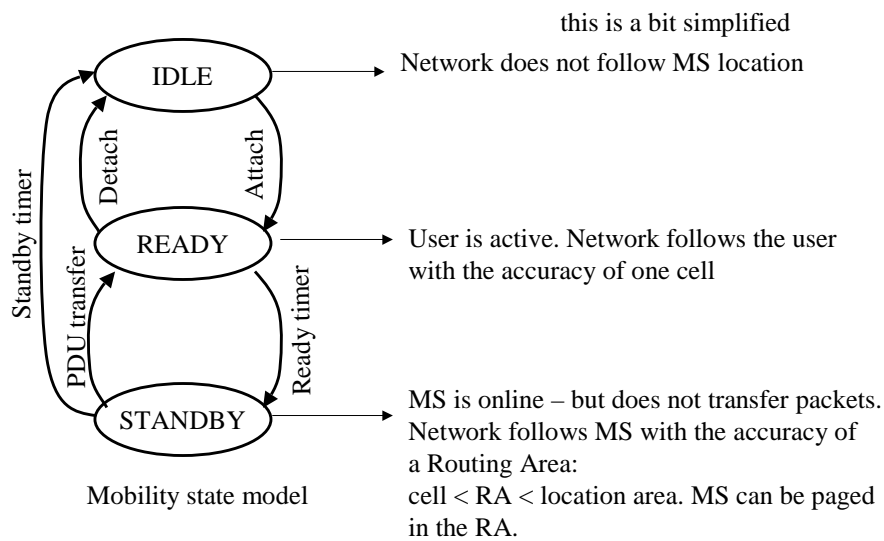 this is a bit simplified
IDLE
Network does not follow MS location
Standby timer
Detach
Attach
READY
User is active. Network follows the user
with the accuracy of one cell
PDU transfer
Ready timer
STANDBY
MS is online – but does not transfer packets.
Network follows MS with the accuracy of
a Routing Area:
cell < RA < location area. MS can be paged
in the RA.
Mobility state model